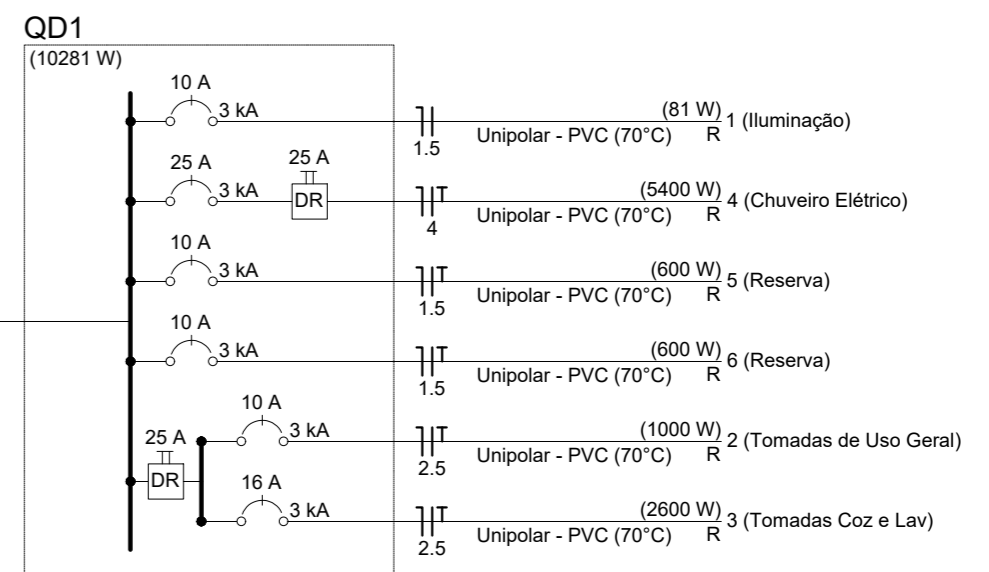 QD1
(10281 W)
10 A
3 kA
1.5
(81 W)
Unipolar - PVC (70°C)
R
1 (Iluminação)
25 A
3 kA
25 A
DR
T
4
(5400 W)
Unipolar - PVC (70°C)
R
4 (Chuveiro Elétrico)
10 A
3 kA
T
1.5
(600 W)
Unipolar - PVC (70°C)
R
5 (Reserva)
10 A
3 kA
T
1.5
(600 W)
Unipolar - PVC (70°C)
R
6 (Reserva)
25 A
DR
10 A
3 kA
T
2.5
(1000 W)
Unipolar - PVC (70°C)
R
2 (Tomadas de Uso Geral)
16 A
3 kA
T
2.5
(2600 W)
Unipolar - PVC (70°C)
R
3 (Tomadas Coz e Lav)